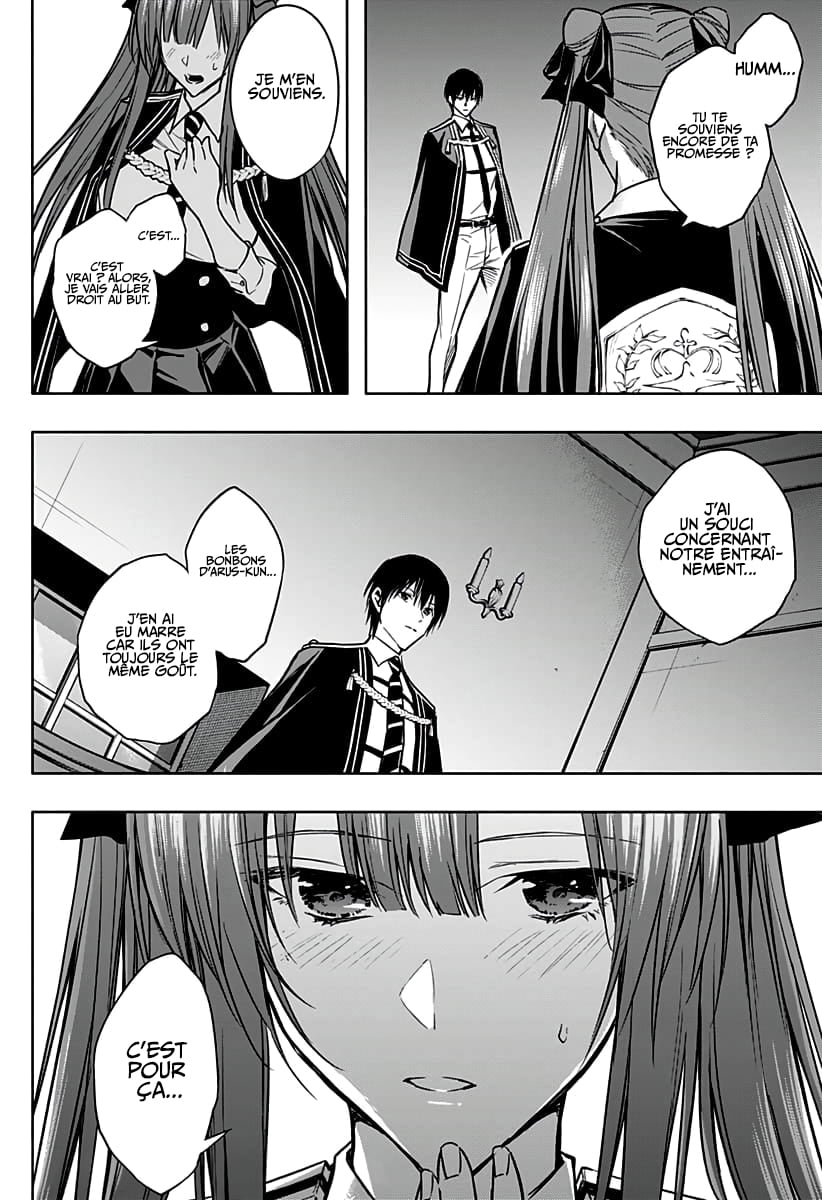 HUMM...
TU TE
SOUVIENS
ENCORE DE TA
PROMESSE ?
JE M'EN
SOUVIENS.
C'EST...
C'EST
VRAI ? ALORS,
JE VAIS ALLER
DROIT AU BUT.
J'AI
UN SOUCI
CONCERNANT
NOTRE ENTRAÎ-
NEMENT...
LES
BONBONS
D'ARUS-KUN...
J'EN AI
EU MARRE
CAR ILS ONT
TOUJOURS LE
MÊME GOÛT.
C'EST
POUR
ÇA...